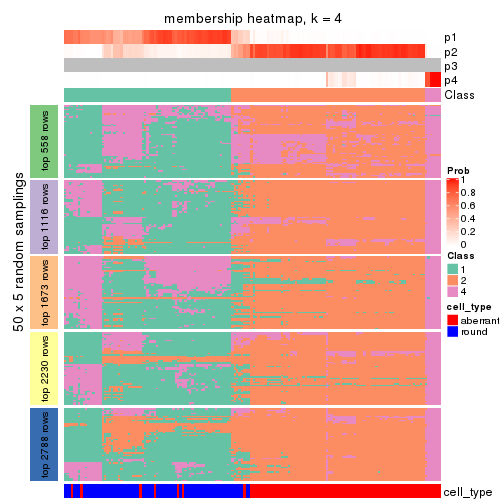 membership heatmap, k = 4
p1
p2
p3
p4
Class
50 x 5 random samplings
top 558 rows
top 1116 rows
top 1673 rows
top 2230 rows
top 2788 rows
Prob
1
0.8
0.6
0.4
0.2
0
Class
1
2
4
cell_type
aberrant
round
cell_type